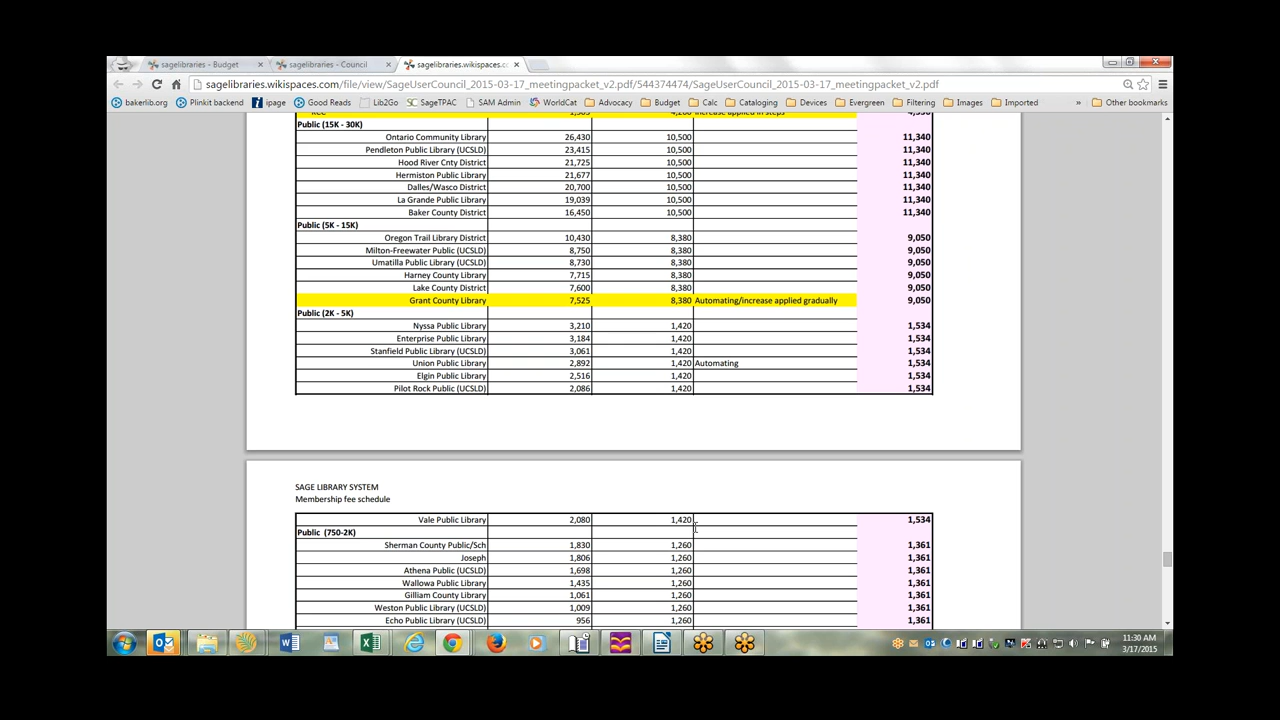 sagelibraries - Budget
sagelibraries - Council
sagelibraries.wikispaces.c
sagelibraries.wikispaces.com/file/view/SageUserCouncil_2015-03-17_meetingpacket_v2.pdf/544374474/SageUserCouncil_2015-03-17_meetingpacket_v2.pdf
bakerlib.org Plinkit backend ipage Good Reads Lib2Go SageTPAC SAM Admin WorldCat Advocacy Budget Calc Cataloging Devices Evergreen Filtering Images Imported » Other bookmarks
increase applied in steps
Public (15K - 30K)
Ontario Community Library 26,430 10,500 11,340
Pendleton Public Library (UCSLD) 23,415 10,500 11,340
Hood River Cnty District 21,725 10,500 11,340
Hermiston Public Library 21,677 10,500 11,340
Dalles/Wasco District 20,700 10,500 11,340
La Grande Public Library 19,039 10,500 11,340
Baker County District 16,450 10,500 11,340
Public (5K - 15K)
Oregon Trail Library District 10,430 8,380 9,050
Milton-Freewater Public (UCSLD) 8,750 8,380 9,050
Umatilla Public Library (UCSLD) 8,730 8,380 9,050
Harney County Library 7,715 8,380 9,050
Lake County District 7,600 8,380 9,050
Grant County Library 7,525 8,380 Automating/increase applied gradually 9,050
Public (2K - 5K)
Nyssa Public Library 3,210 1,420 1,534
Enterprise Public Library 3,184 1,420 1,534
Stanfield Public Library (UCSLD) 3,061 1,420 1,534
Union Public Library 2,892 1,420 Automating 1,534
Elgin Public Library 2,516 1,420 1,534
Pilot Rock Public (UCSLD) 2,086 1,420 1,534
SAGE LIBRARY SYSTEM
Membership fee schedule
Vale Public Library 2,080 1,420 1,534
Public (750-2K)
Sherman County Public/Sch 1,830 1,260 1,361
Joseph 1,806 1,260 1,361
Athena Public (UCSLD) 1,698 1,260 1,361
Wallowa Public Library 1,435 1,260 1,361
Gilliam County Library 1,061 1,260 1,361
Weston Public Library (UCSLD) 1,009 1,260 1,361
Echo Public Library (UCSLD) 956 1,260 1,361
11:30 AM
3/17/2015